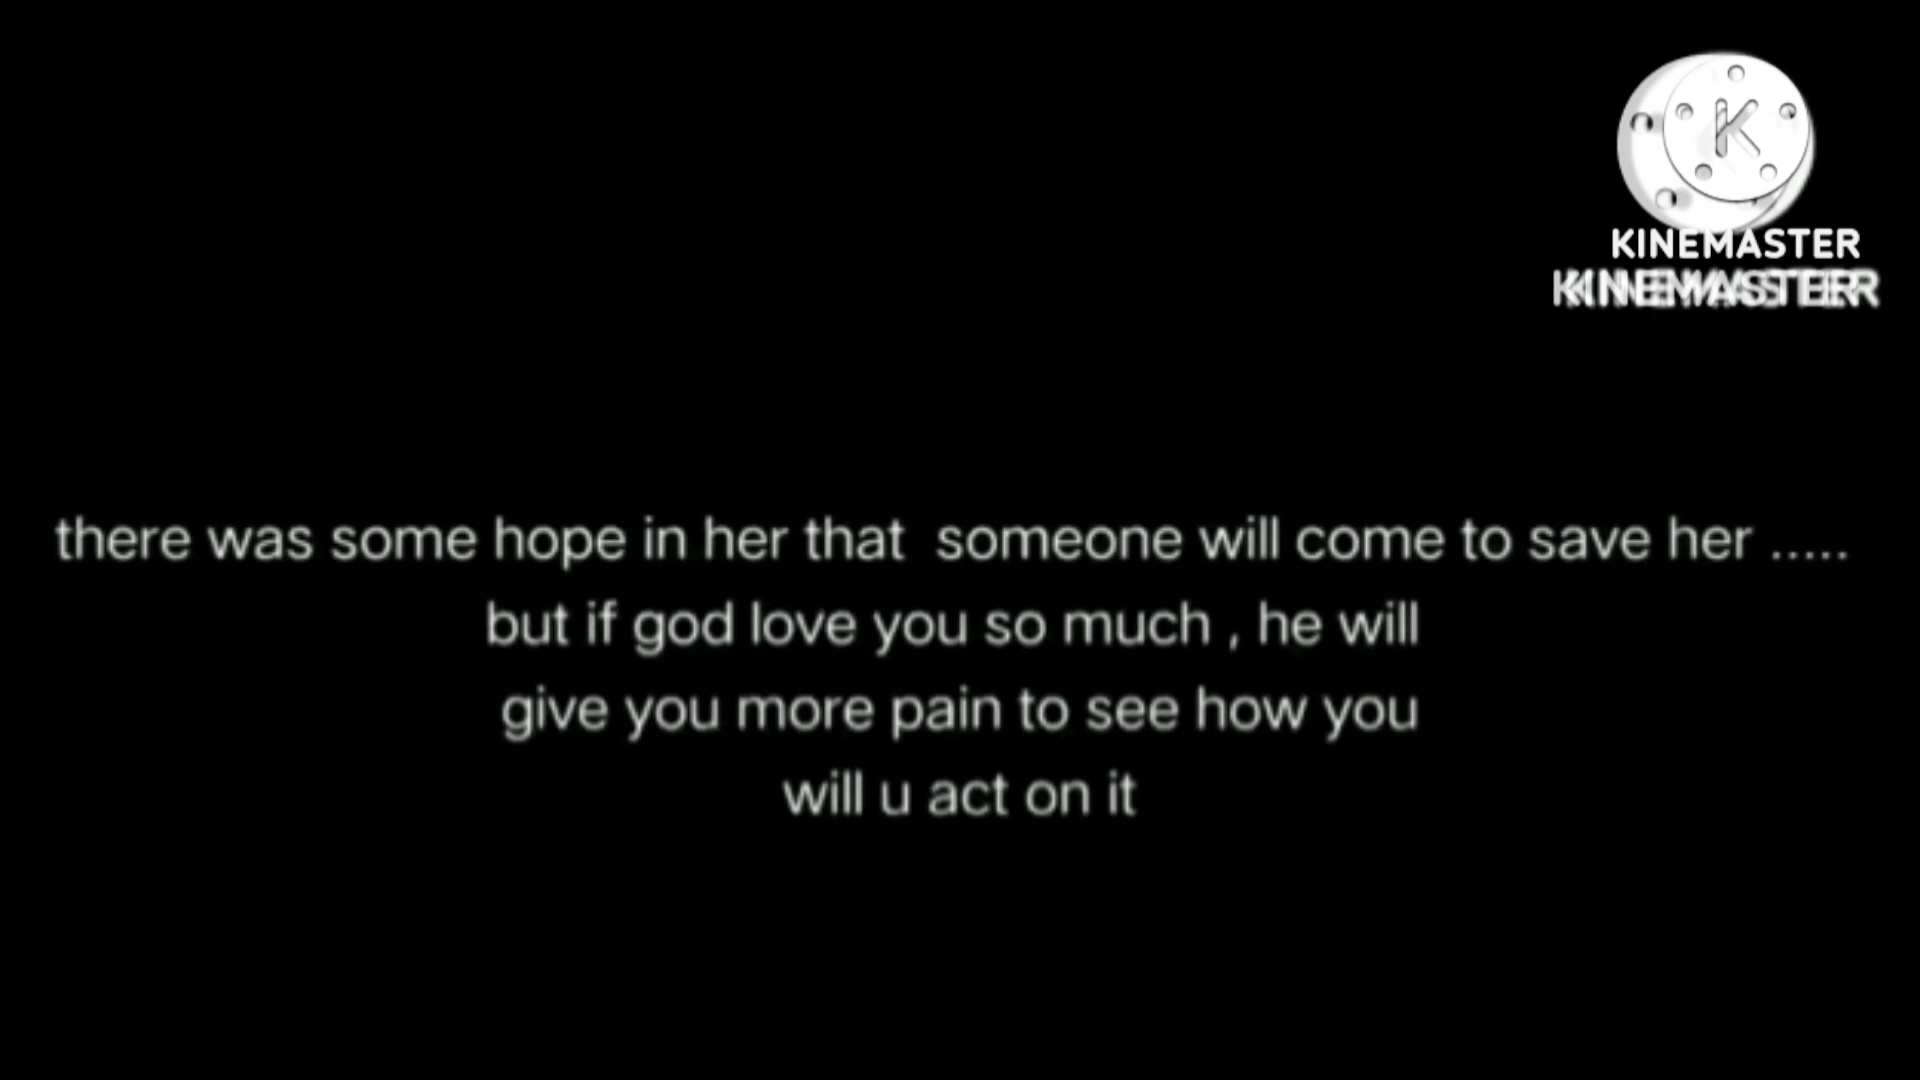 K
KINEMASTER
KINEMASTER
there was some hope in her that  someone will come to save her .....
but if god love you so much , he will
give you more pain to see how you
will u act on it